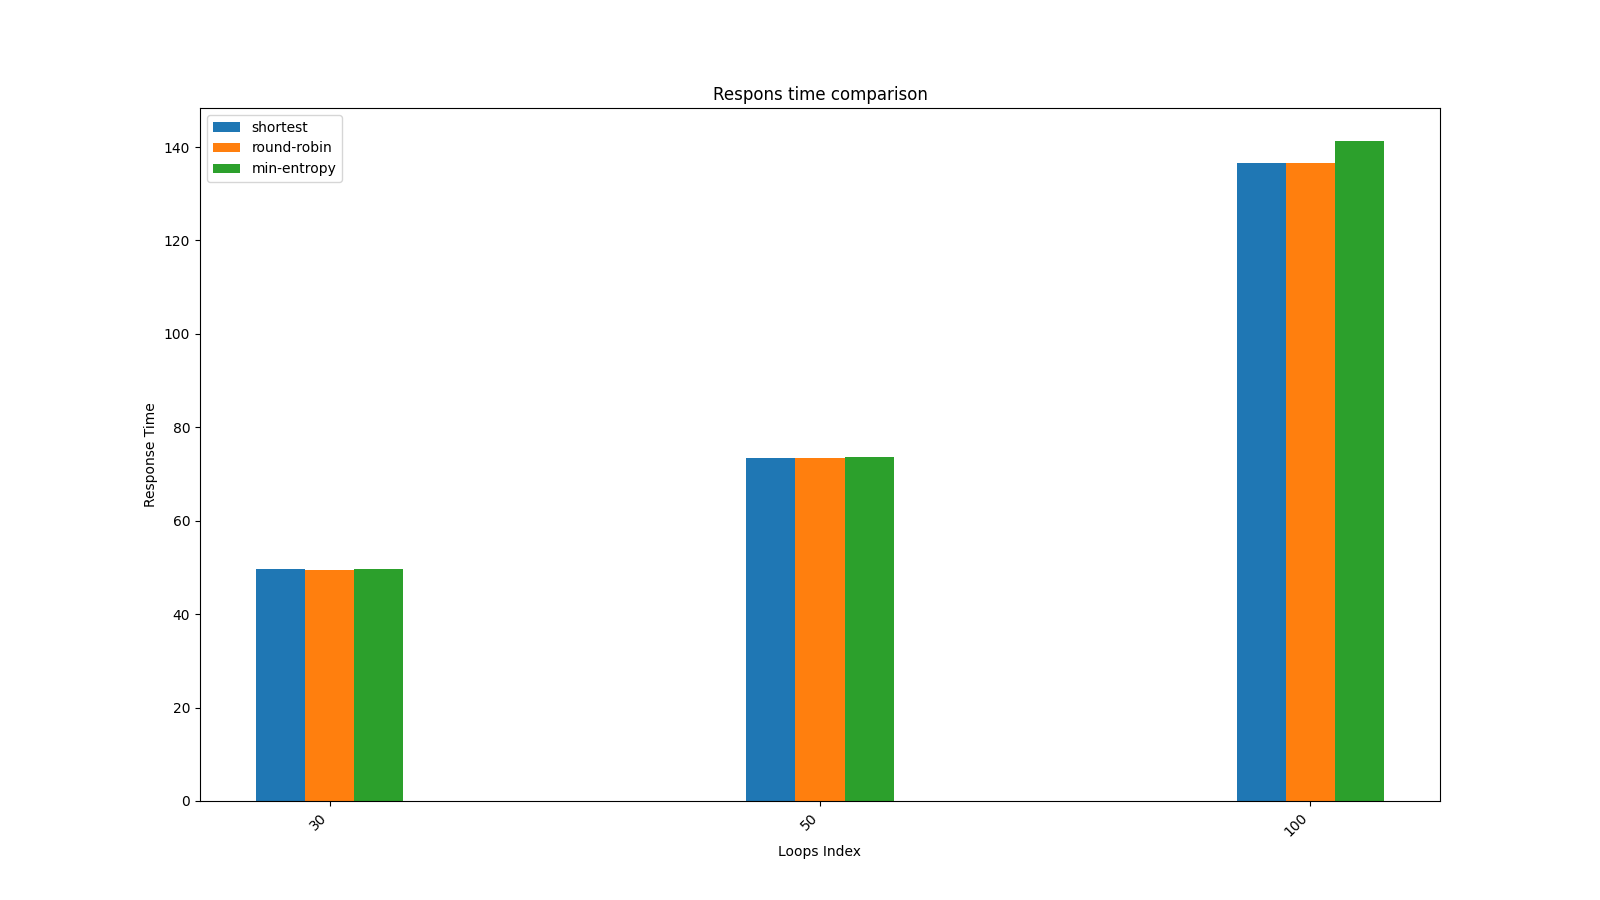 Respons time comparison
shortest
round-robin
min-entropy
140
120
100
80
60
40
20
0
Response Time
30
50
100
Loops Index